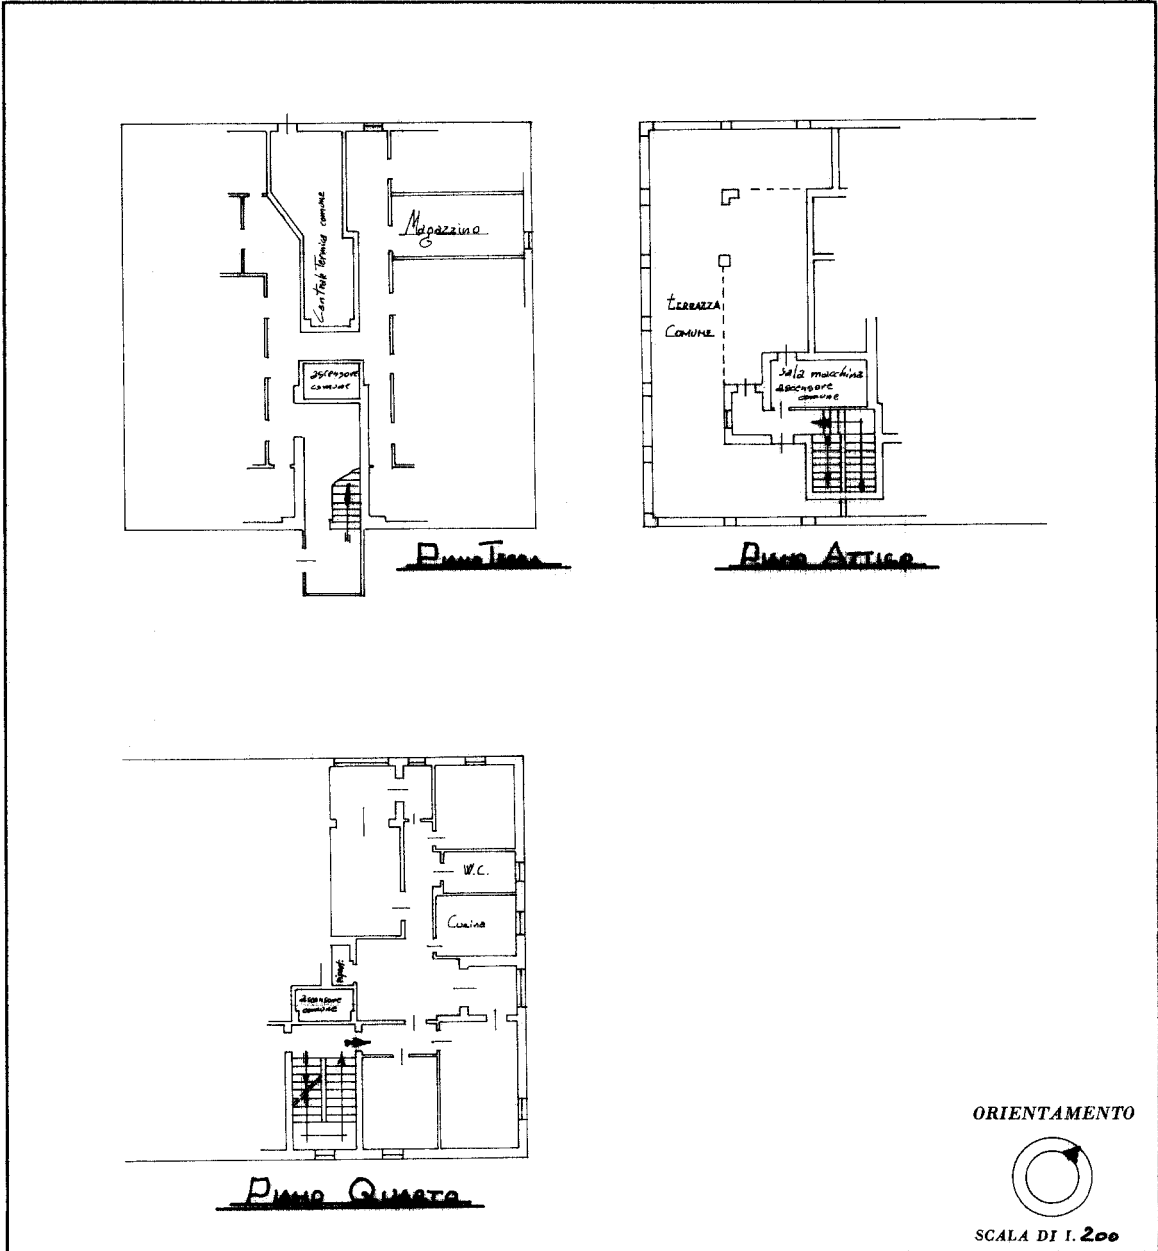 Centrale Termica comune
Magazzino
ascensore
comune
Piano Terra
Terrazza
Comune
sala macchina
ascensore
comune
Piano Attico
W.C.
Cucina
ripost.
ascensore
comune
Piano Quarto
ORIENTAMENTO
SCALA DI 1. 200